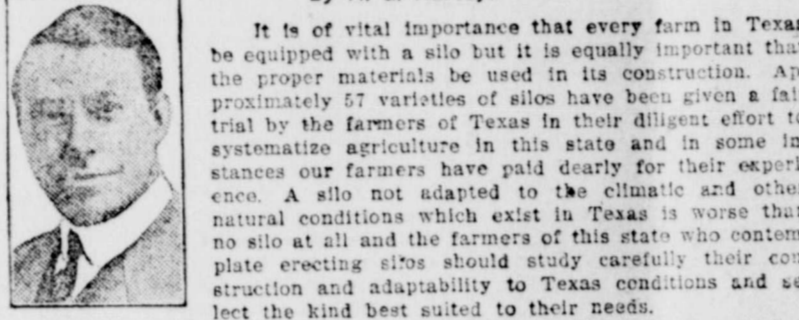 It is of vital importance that every farm in Texas
be equipped with a silo but it is equally important that
the proper materials be used in its construction. Ap
proximately 57 varieties of silos have been given a fair
trial by the farmers of Texas in their diligent effort to
systematize agriculture in this state and in some in
stances our farmers have paid dearly for their experi
ence. A silo not adapted to the climatic and other
natural conditions which exist in Texas is worse than
no silo at all and the farmers of this state who contem
plate erecting silos should study carefully their con
struction and adaptability to Texas conditions and se
lect the kind best suited to their needs.